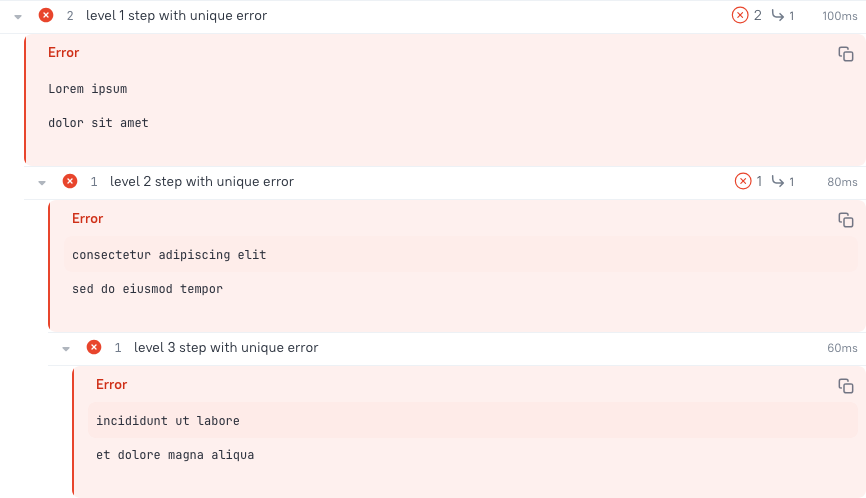 2 level 1 step with unique error 2 1 100ms
Error
Lorem ipsum
dolor sit amet
1 level 2 step with unique error 1 1 80ms
Error
consectetur adipiscing elit
sed do eiusmod tempor
1 level 3 step with unique error 60ms
Error
incididunt ut labore
et dolore magna aliqua